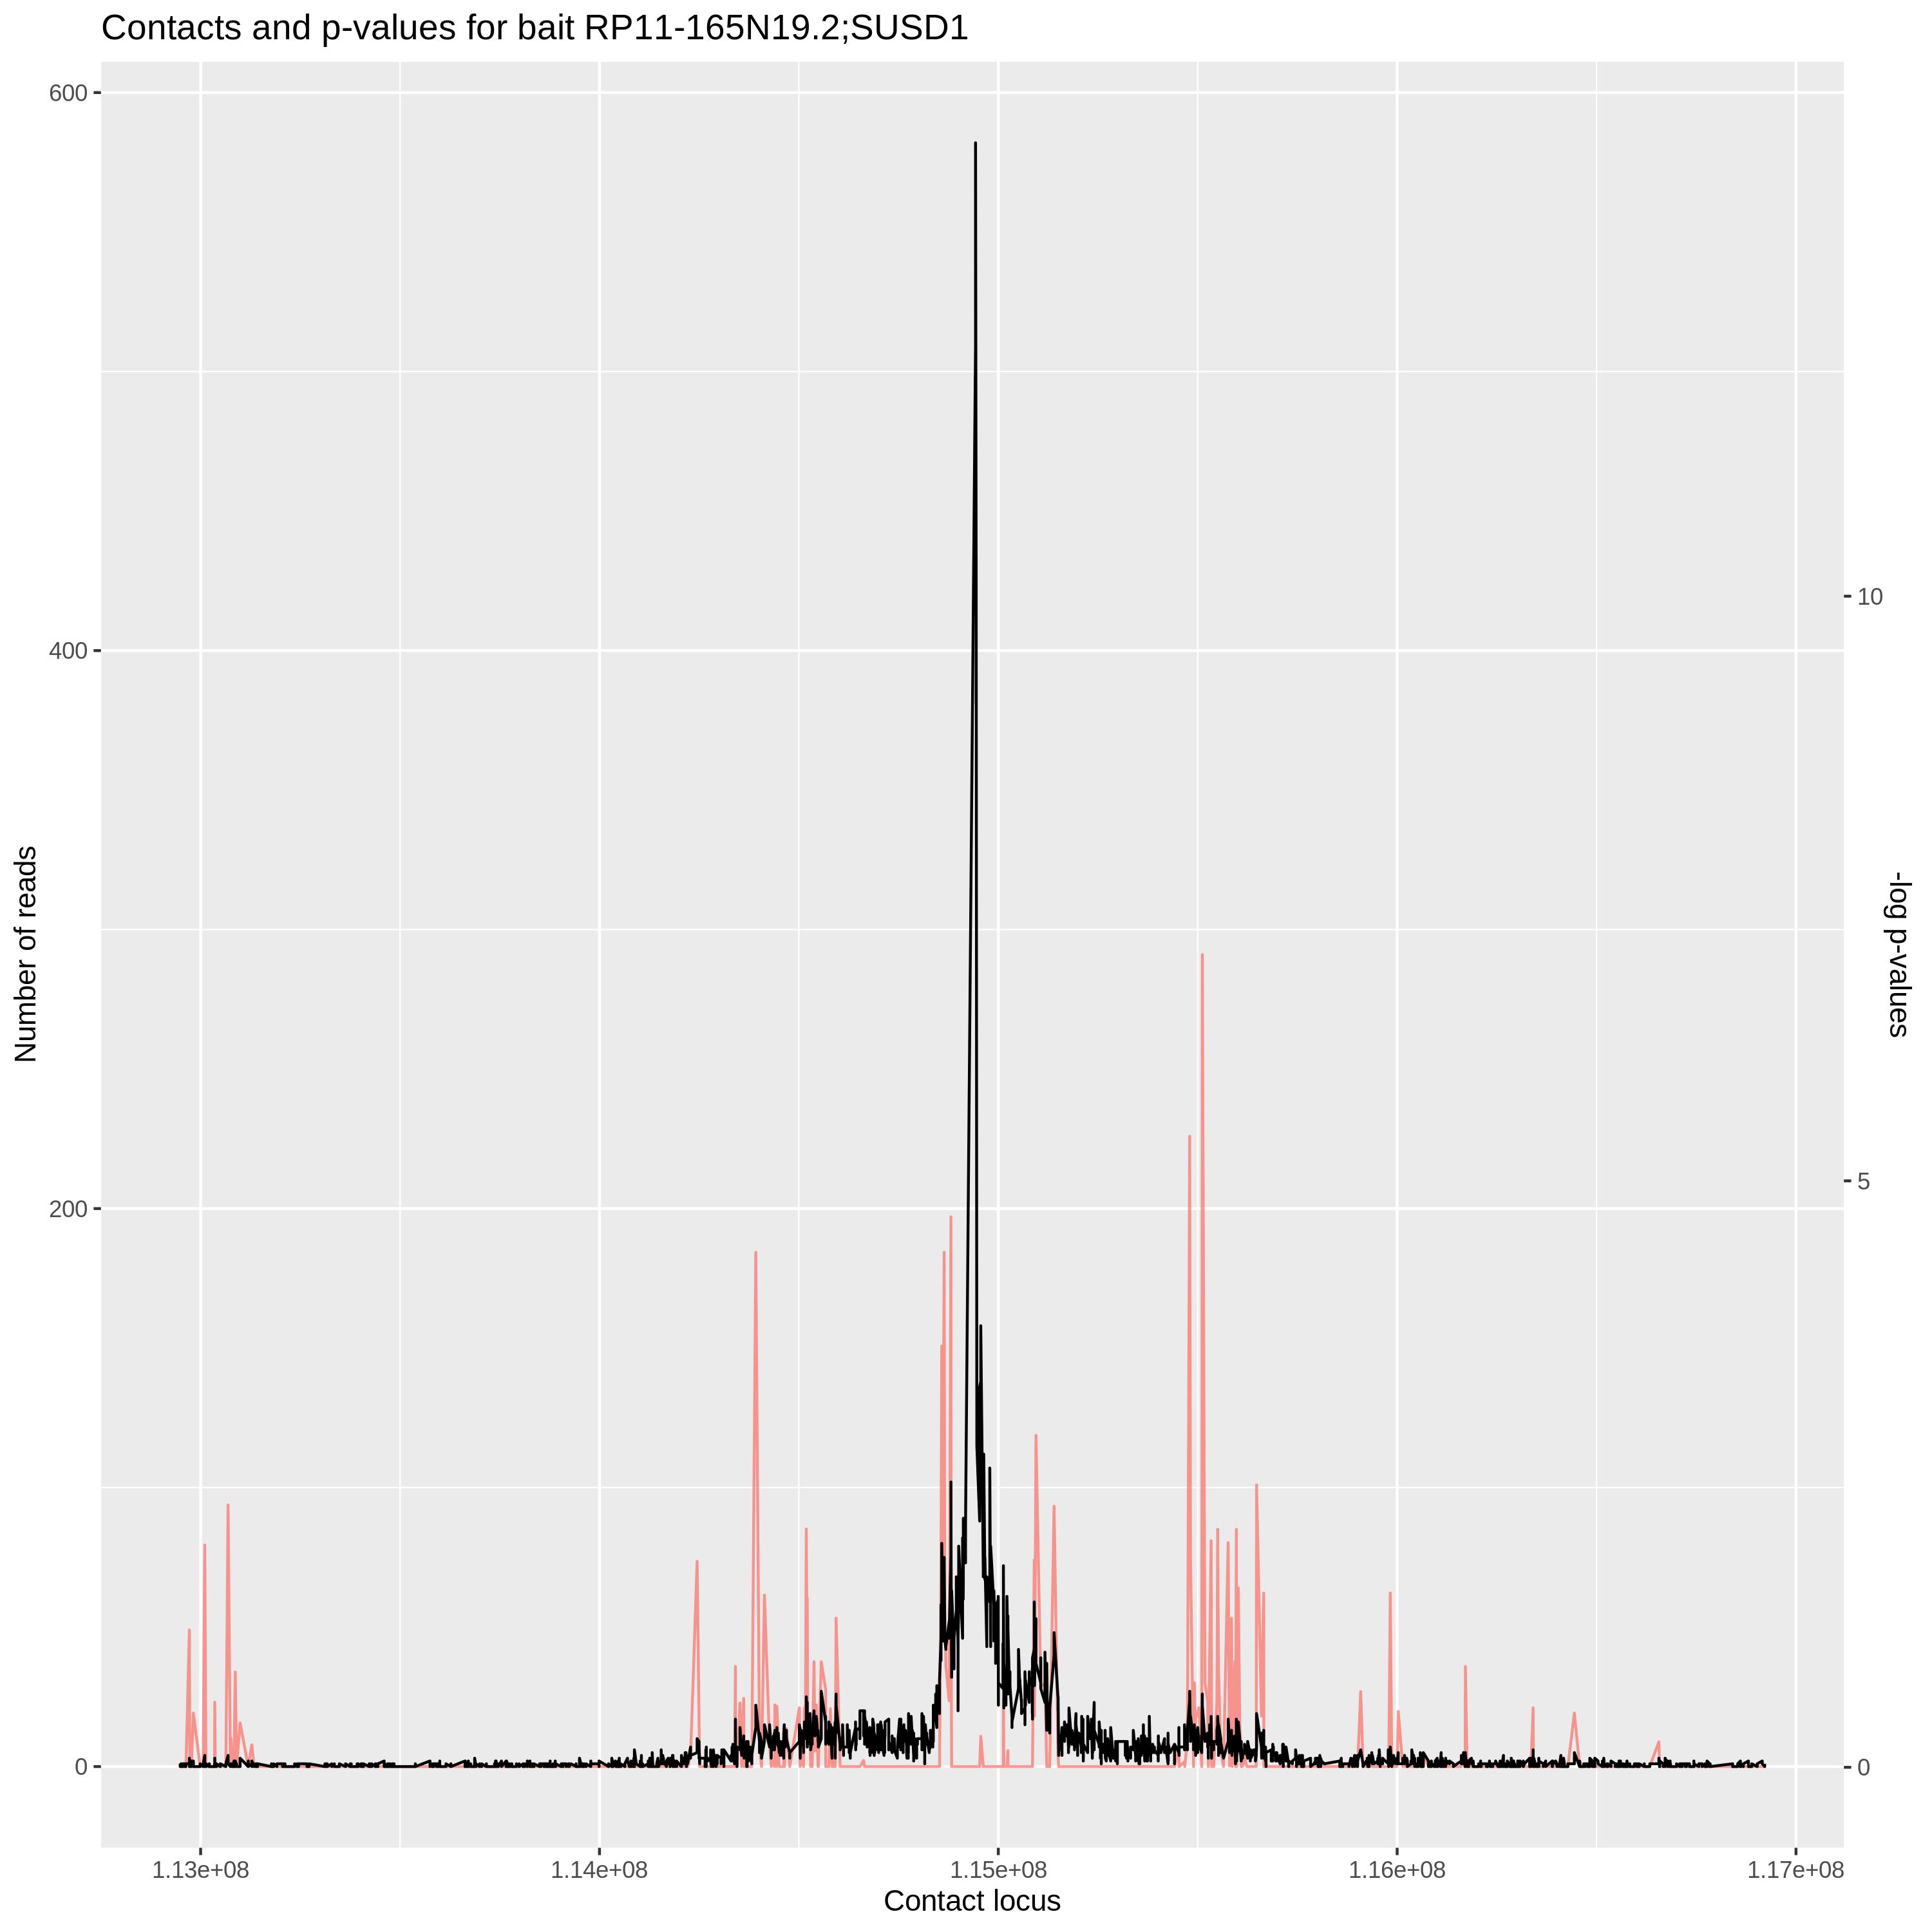 Contacts and p-values for bait RP11-165N19.2;SUSD1
600
400
200
0
Number of reads
10
5
0
-log p-values
1.13e+08
1.14e+08
1.15e+08
1.16e+08
1.17e+08
Contact locus